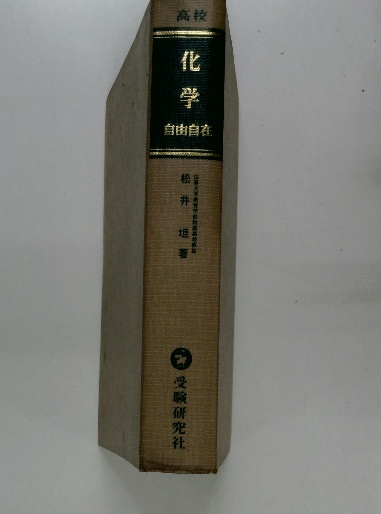 高校
化学
自由自在
松井 垣 著
受験研究社